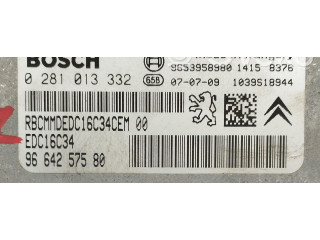 BOSCH
9653958980 1415 8376
0 281 013 332 658 07-07-09 1039S18944
RBCMMDEDC16C34CEM 00
EDC16C34
96 642 575 80